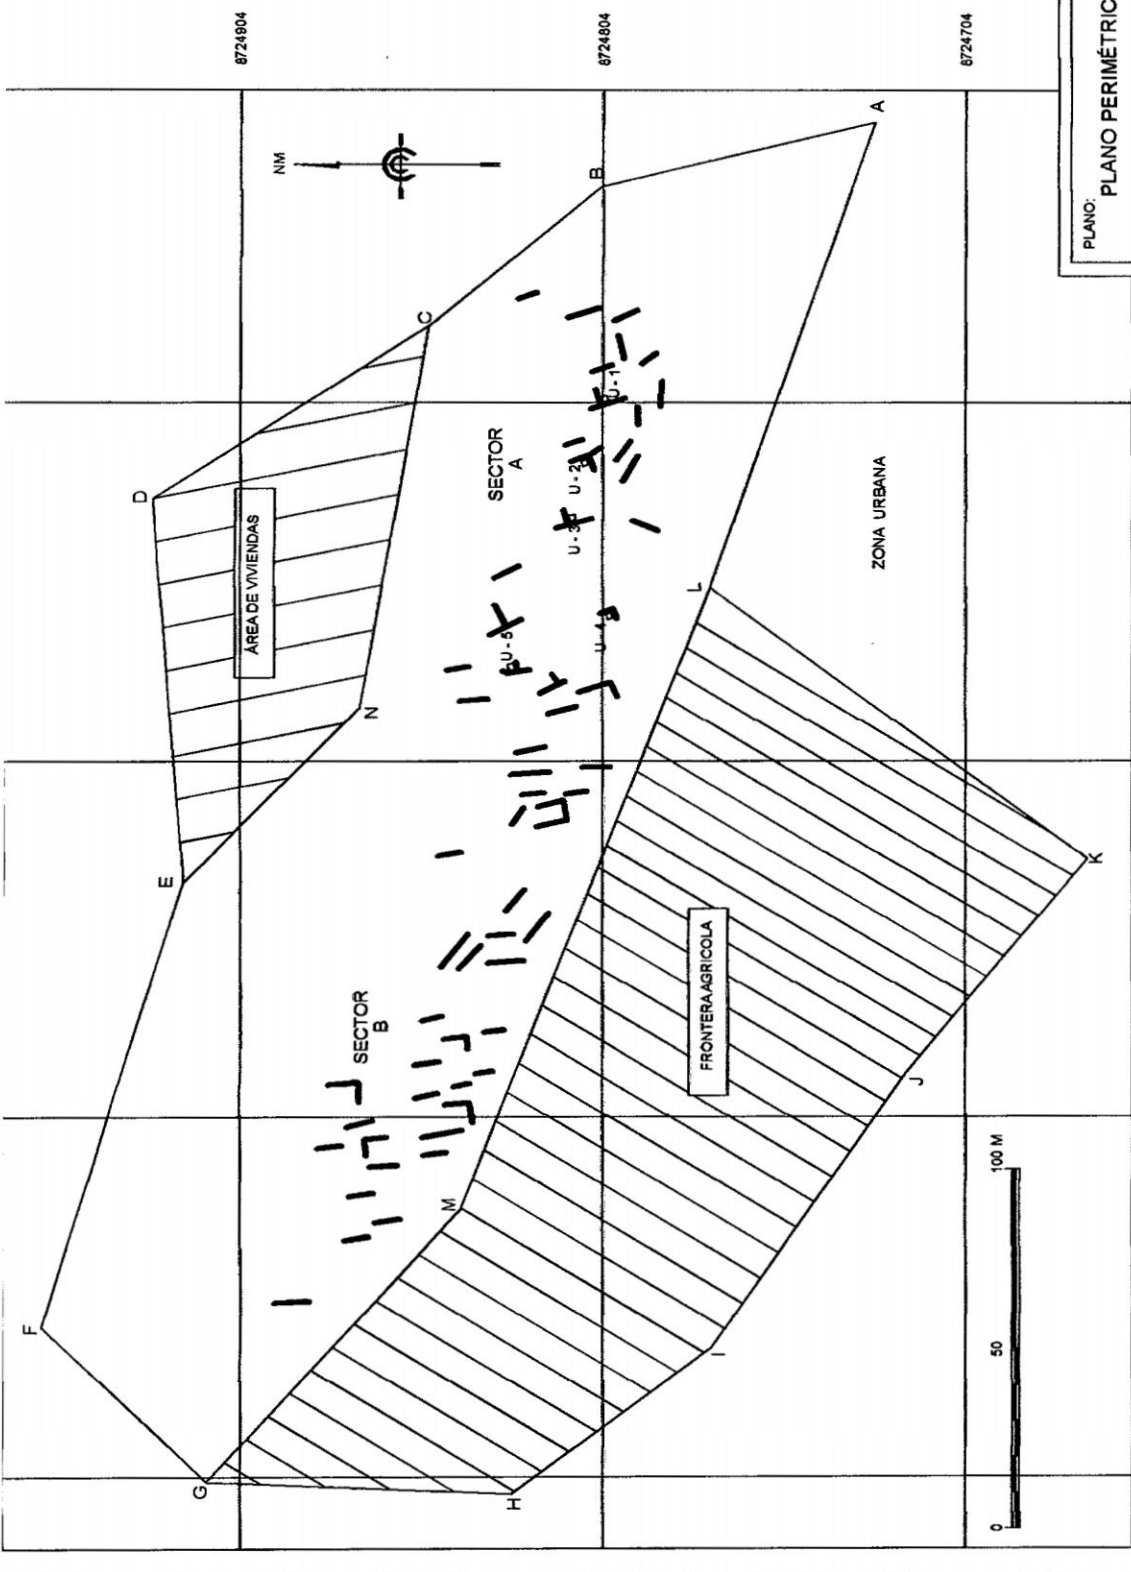 8724904
8724804
8724704
NM
A
B
C
D
E
F
G
H
I
J
K
L
M
N
ÁREA DE VIVIENDAS
SECTOR
A
U-1
U-2
U-3
U-4
U-5
ZONA URBANA
SECTOR
B
FRONTERA AGRICOLA
0
50
100 M
PLANO:
PLANO PERIMÉTRIC